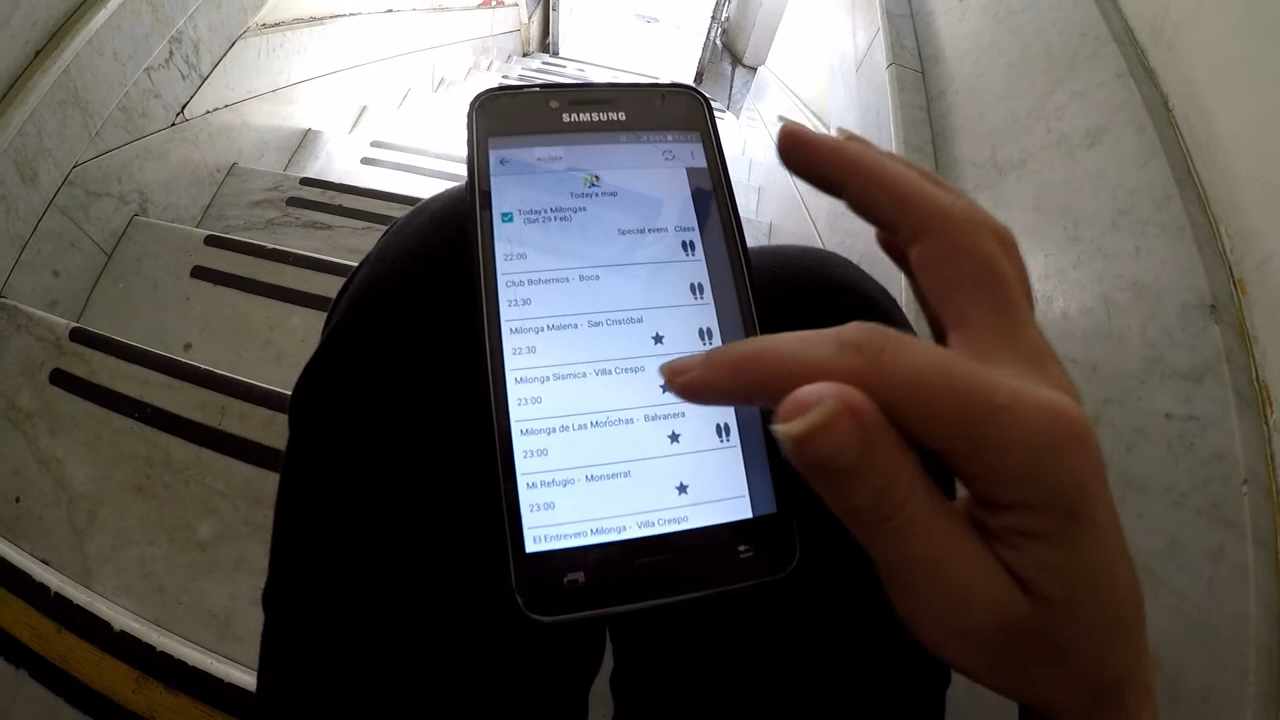 SAMSUNG
Today's map
Today's Milongas
(Sat 29 Feb)
Special event Class
22:00
Club Bohemios - Boca
22:30
Milonga Malena - San Cristóbal
22:30
Milonga Sísmica - Villa Crespo
23:00
Milonga de Las Morochas - Balvanera
23:00
Mi Refugio - Monserrat
23:00
El Entrevero Milonga - Villa Crespo